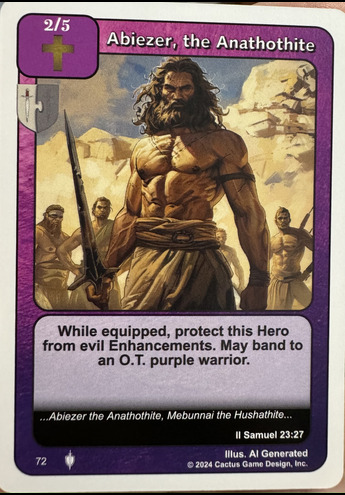 2/5
Abiezer, the Anathothite
While equipped, protect this Hero
from evil Enhancements. May band to
an O.T. purple warrior.
...Abiezer the Anathothite, Mebunnai the Hushathite...
II Samuel 23:27
72
Illus. AI Generated
© 2024 Cactus Game Design, Inc.